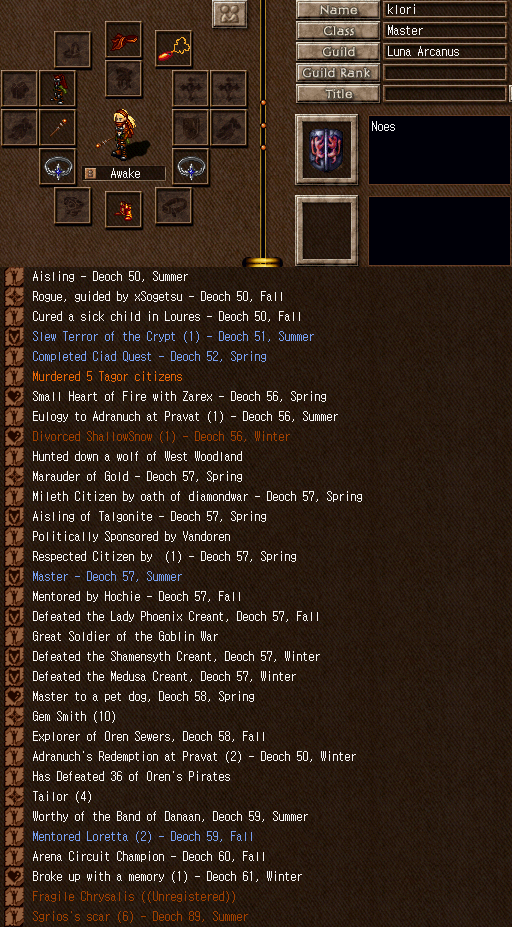 Name klori
Class Master
Guild Luna Arcanus
Guild Rank
Title
Noes
Awake
Aisling - Deoch 50, Summer
Rogue, guided by xSogetsu - Deoch 50, Fall
Cured a sick child in Loures - Deoch 50, Fall
Slew Terror of the Crypt (1) - Deoch 51, Summer
Completed Ciad Quest - Deoch 52, Spring
Murdered 5 Tagor citizens
Small Heart of Fire with Zarex - Deoch 56, Spring
Eulogy to Adranuch at Pravat (1) - Deoch 56, Summer
Divorced ShallowSnow (1) - Deoch 56, Winter
Hunted down a wolf of West Woodland
Marauder of Gold - Deoch 57, Spring
Mileth Citizen by oath of diamondwar - Deoch 57, Spring
Aisling of Talgonite - Deoch 57, Spring
Politically Sponsored by Vandoren
Respected Citizen by  (1) - Deoch 57, Spring
Master - Deoch 57, Summer
Mentored by Hochie - Deoch 57, Fall
Defeated the Lady Phoenix Creant, Deoch 57, Fall
Great Soldier of the Goblin War
Defeated the Shamensyth Creant, Deoch 57, Winter
Defeated the Medusa Creant, Deoch 57, Winter
Master to a pet dog, Deoch 58, Spring
Gem Smith (10)
Explorer of Oren Sewers, Deoch 58, Fall
Adranuch's Redemption at Pravat (2) - Deoch 50, Winter
Has Defeated 36 of Oren's Pirates
Tailor (4)
Worthy of the Band of Danaan, Deoch 59, Summer
Mentored Loretta (2) - Deoch 59, Fall
Arena Circuit Champion - Deoch 60, Fall
Broke up with a memory (1) - Deoch 61, Winter
Fragile Chrysalis ((Unregistered))
Sgrios's scar (6) - Deoch 89, Summer